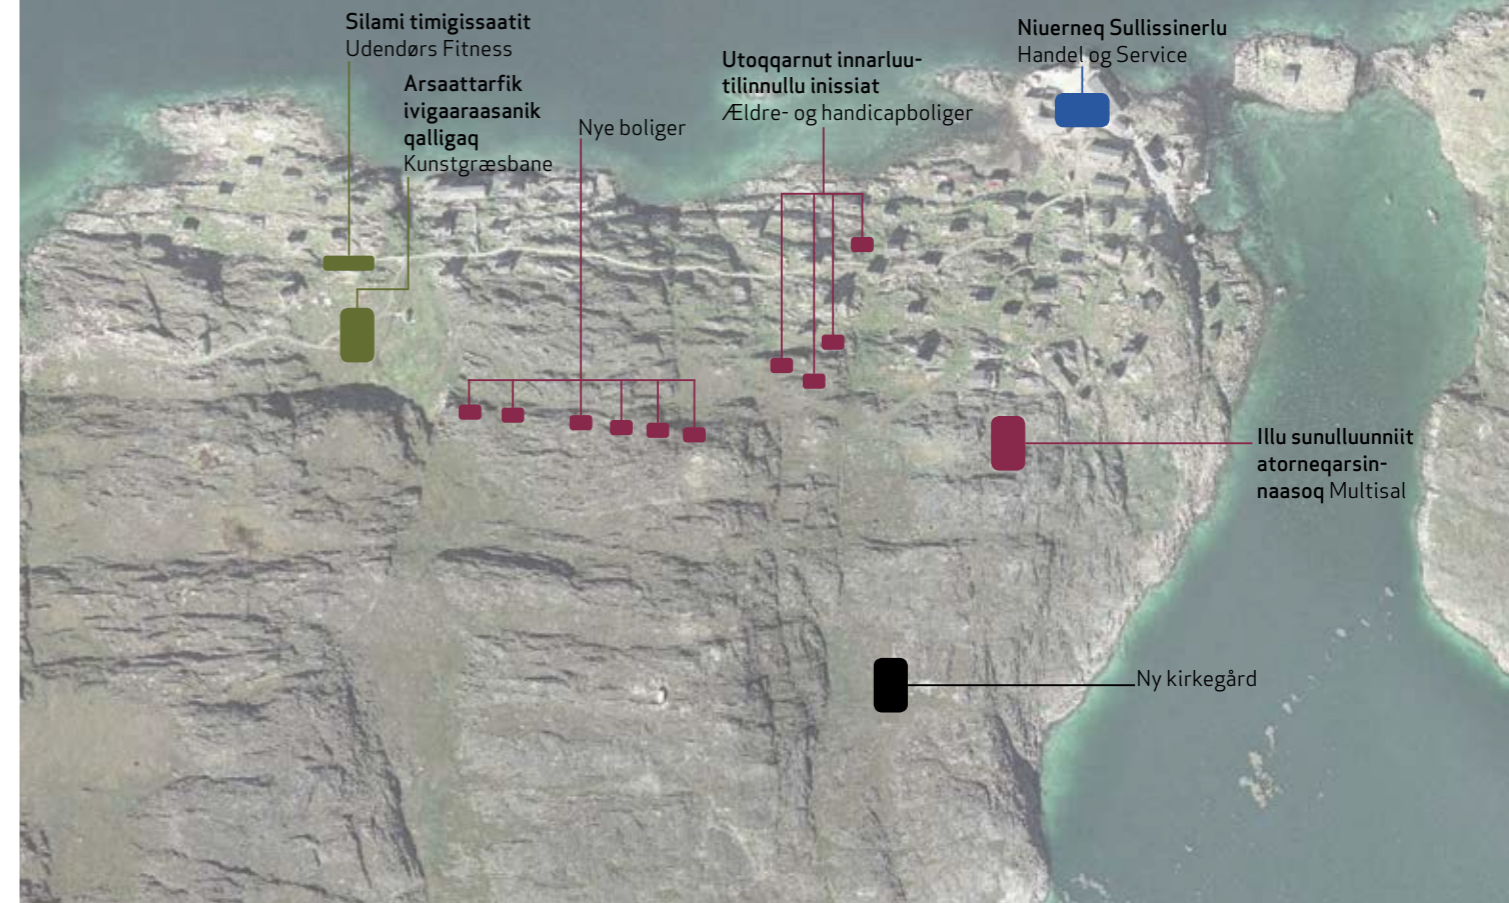 Silami timigissaatit
Udendørs Fitness
Arsaattarfik
ivigaaraasanik
qalligaq
Kunstgræsbane
Nye boliger
Utoqqarnut innarluu-
tilinnullu inissiat
Ældre- og handicapboliger
Niuerneq Sullissinerlu
Handel og Service
Illu sunulluunniit
atorneqarsin-
naasoq Multisal
Ny kirkegård